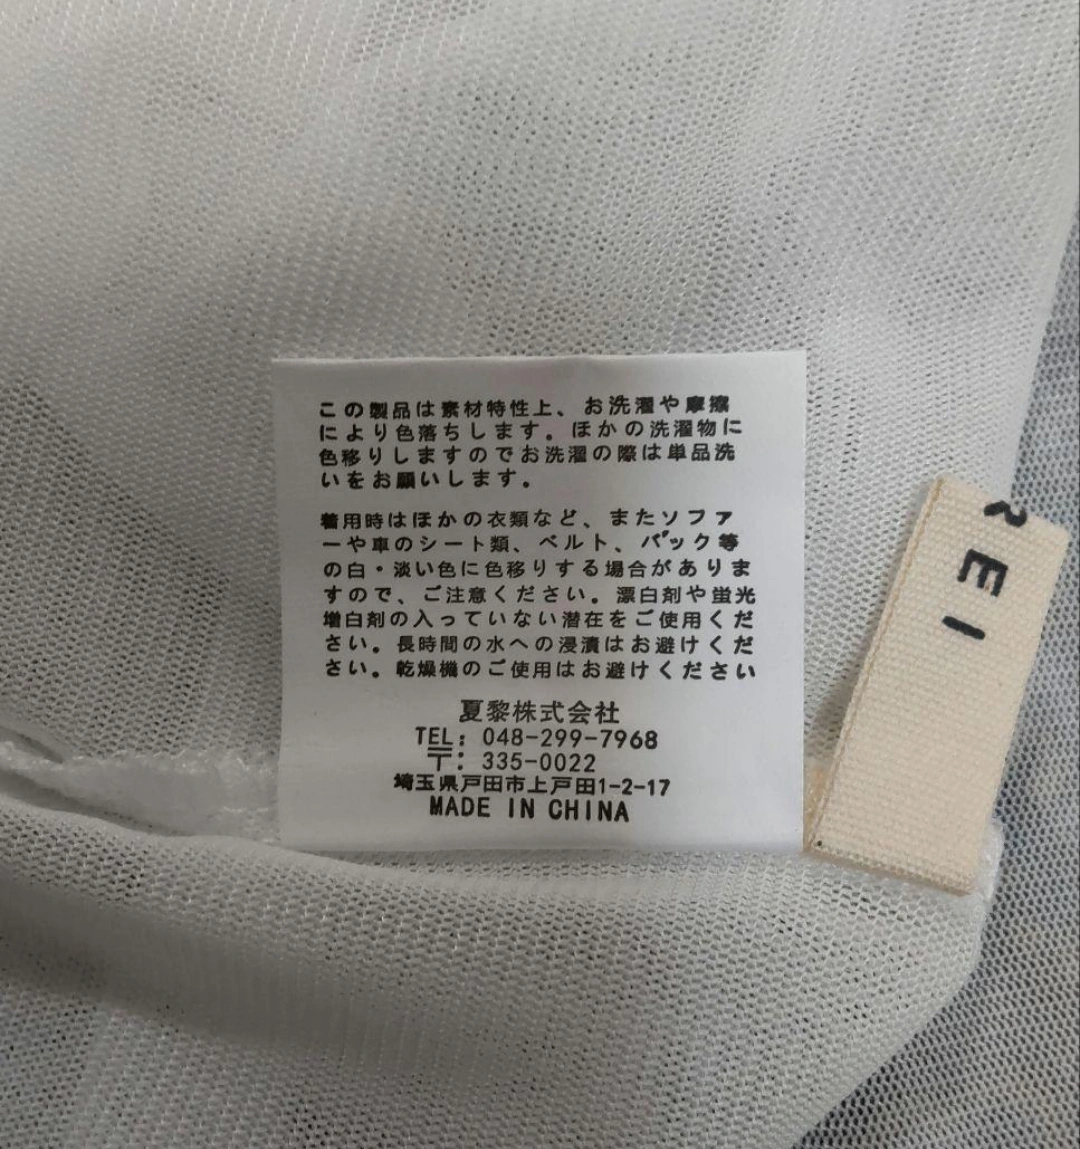 この製品は素材特性上、お洗濯や摩擦
により色落ちします。ほかの洗濯物に
色移りしますのでお洗濯の際は単品洗
いをお願いします。
着用時はほかの衣類など、またソファ
ーや車のシート類、ベルト、バック等
の白・淡い色に色移りする場合がありま
すので、ご注意ください。漂白剤や蛍光
増白剤の入っていない潜在をご使用くだ
さい。長時間の水への浸漬はお避けくだ
さい。乾燥機のご使用はお避けください
夏黎株式会社
TEL: 048-299-7968
〒: 335-0022
埼玉県戸田市上戸田1-2-17
MADE IN CHINA
REI